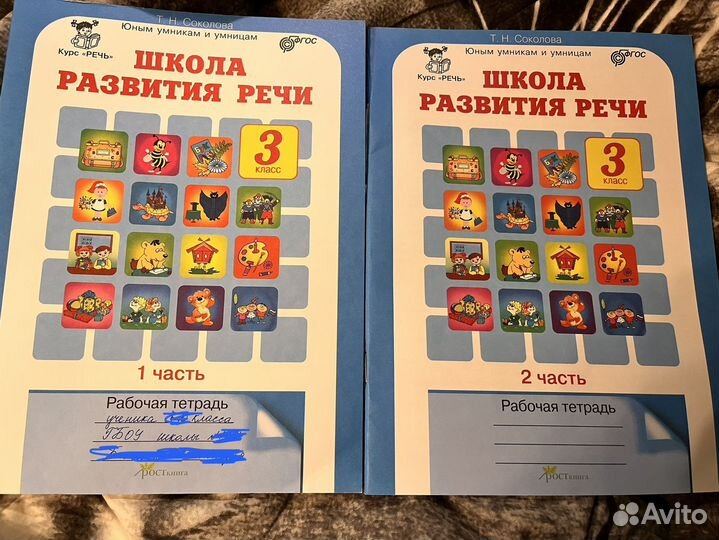 Т. Н. Соколова
Юным умникам и умницам
Курс «РЕЧЬ»
ФГОС
ШКОЛА
РАЗВИТИЯ РЕЧИ
3
класс
1 часть
Рабочая тетрадь
ученика класса
ГБОУ школы
РОСТкнига
Т. Н. Соколова
Юным умникам и умницам
Курс «РЕЧЬ»
ФГОС
ШКОЛА
РАЗВИТИЯ РЕЧИ
3
класс
2 часть
Рабочая тетрадь
РОСТкнига
Avito